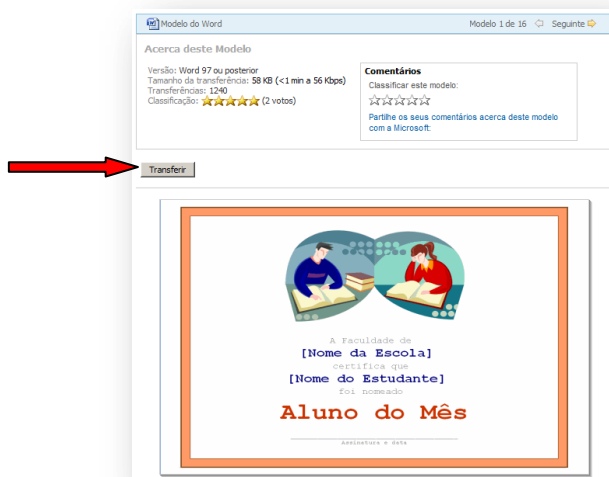 Modelo do Word
Modelo 1 de 16 Seguinte
Acerca deste Modelo
Versão: Word 97 ou posterior
Tamanho da transferência: 58 KB (<1 min a 56 Kbps)
Transferências: 1240
Classificação: (2 votos)
Comentários
Classificar este modelo:
Partilhe os seus comentários acerca deste modelo
com a Microsoft:
Transferir
A Faculdade de
[Nome da Escola]
certifica que
[Nome do Estudante]
foi nomeado
Aluno do Mês
Assinatura e data